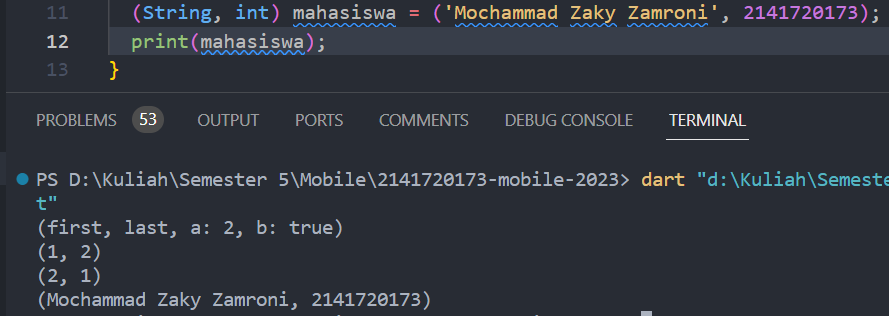 11 (String, int) mahasiswa = ('Mochammad Zaky Zamroni', 2141720173);
12 print(mahasiswa);
13 }
PROBLEMS 53 OUTPUT PORTS COMMENTS DEBUG CONSOLE TERMINAL
PS D:\Kuliah\Semester 5\Mobile\2141720173-mobile-2023> dart "d:\Kuliah\Semeste
t"
(first, last, a: 2, b: true)
(1, 2)
(2, 1)
(Mochammad Zaky Zamroni, 2141720173)